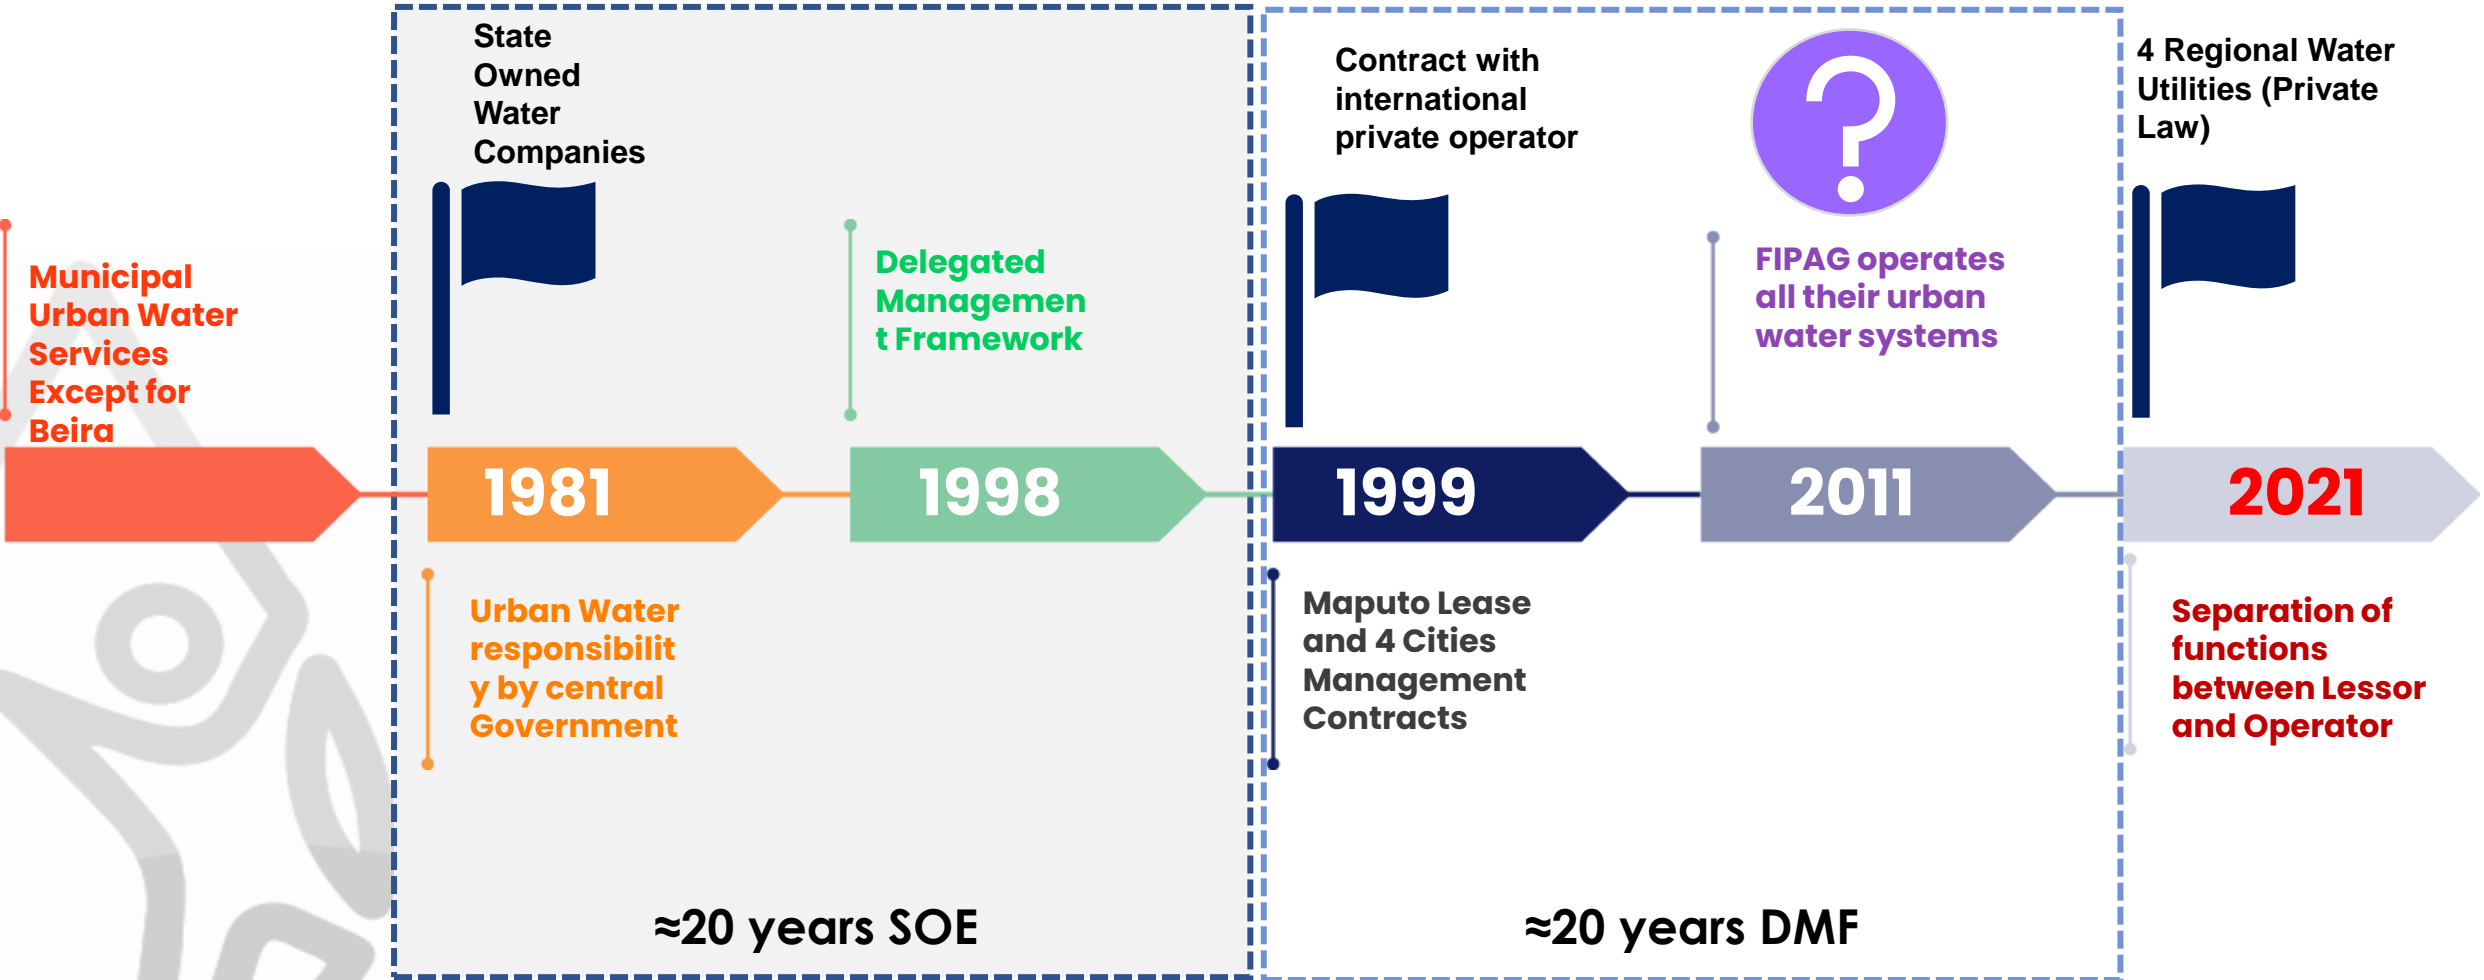 State
Owned
Water
Companies
Contract with
international
private operator
?
4 Regional Water
Utilities (Private
Law)
Municipal
Urban Water
Services
Except for
Beira
Delegated
Managemen
t Framework
FIPAG operates
all their urban
water systems
1981
1998
1999
2011
2021
Urban Water
responsibilit
y by central
Government
Maputo Lease
and 4 Cities
Management
Contracts
Separation of
functions
between Lessor
and Operator
≈20 years SOE
≈20 years DMF